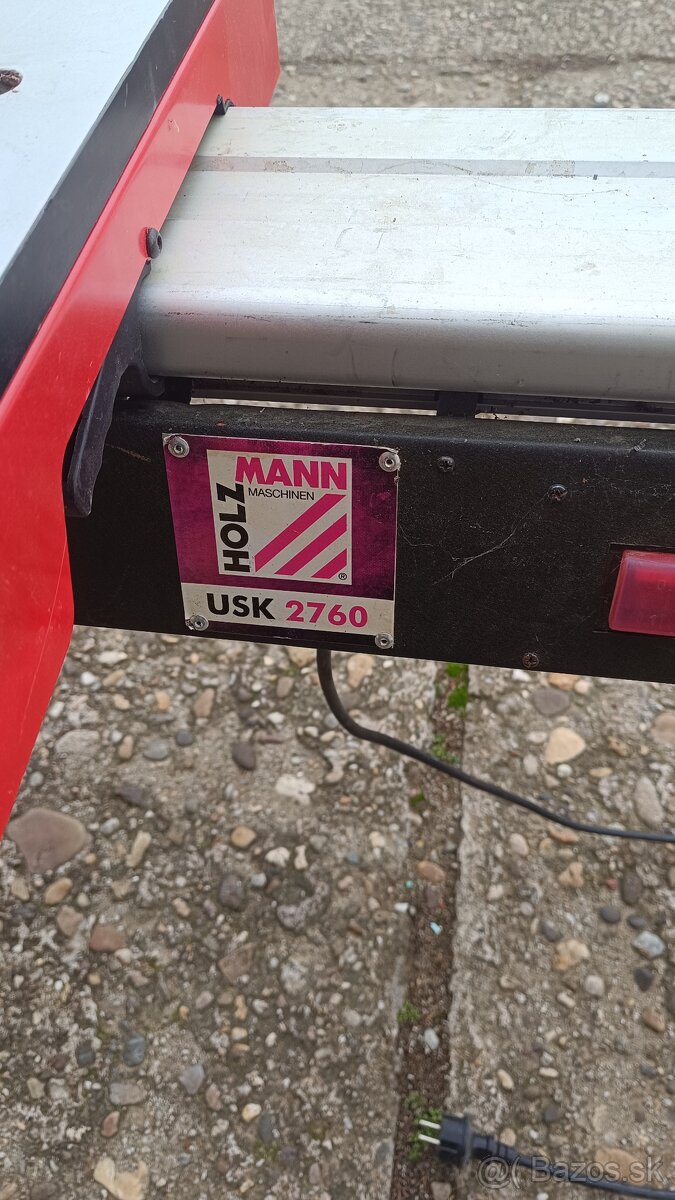 HOLZ
MANN
MASCHINEN
®
USK 2760
@ Bazos.sk